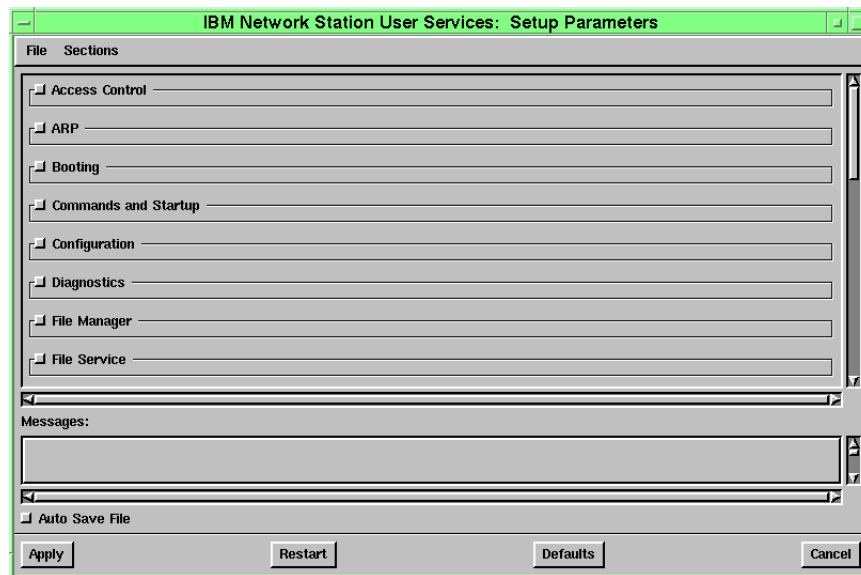 IBM Network Station User Services: Setup Parameters
File Sections
Access Control
ARP
Booting
Commands and Startup
Configuration
Diagnostics
File Manager
File Service
Messages:
Auto Save File
Apply Restart Defaults Cancel